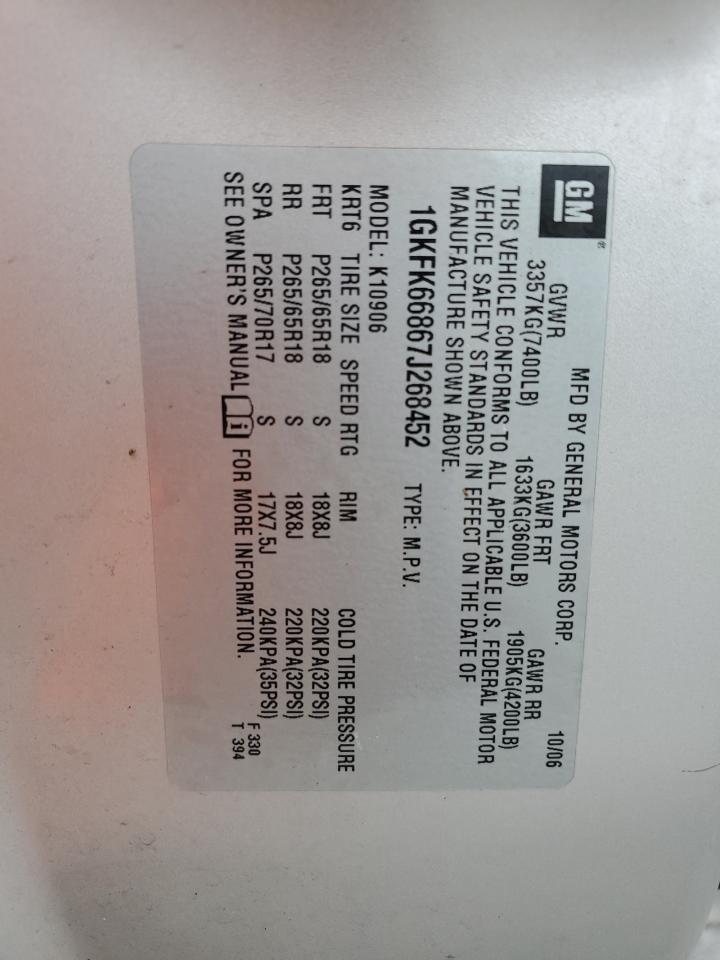 GM®
MFD BY GENERAL MOTORS CORP. 10/06
GVWR GAWR FRT GAWR RR
3357KG(7400LB) 1633KG(3600LB) 1905KG(4200LB)
THIS VEHICLE CONFORMS TO ALL APPLICABLE U.S. FEDERAL MOTOR
VEHICLE SAFETY STANDARDS IN EFFECT ON THE DATE OF
MANUFACTURE SHOWN ABOVE.
1GKFK66867J268452 TYPE: M.P.V.
MODEL: K10906
KRT6 TIRE SIZE SPEED RTG RIM COLD TIRE PRESSURE
FRT P265/65R18 S 18X8J 220KPA(32PSI)
RR P265/65R18 S 18X8J 220KPA(32PSI)
SPA P265/70R17 S 17X7.5J 240KPA(35PSI) F 330
SEE OWNER'S MANUAL i FOR MORE INFORMATION. T 394